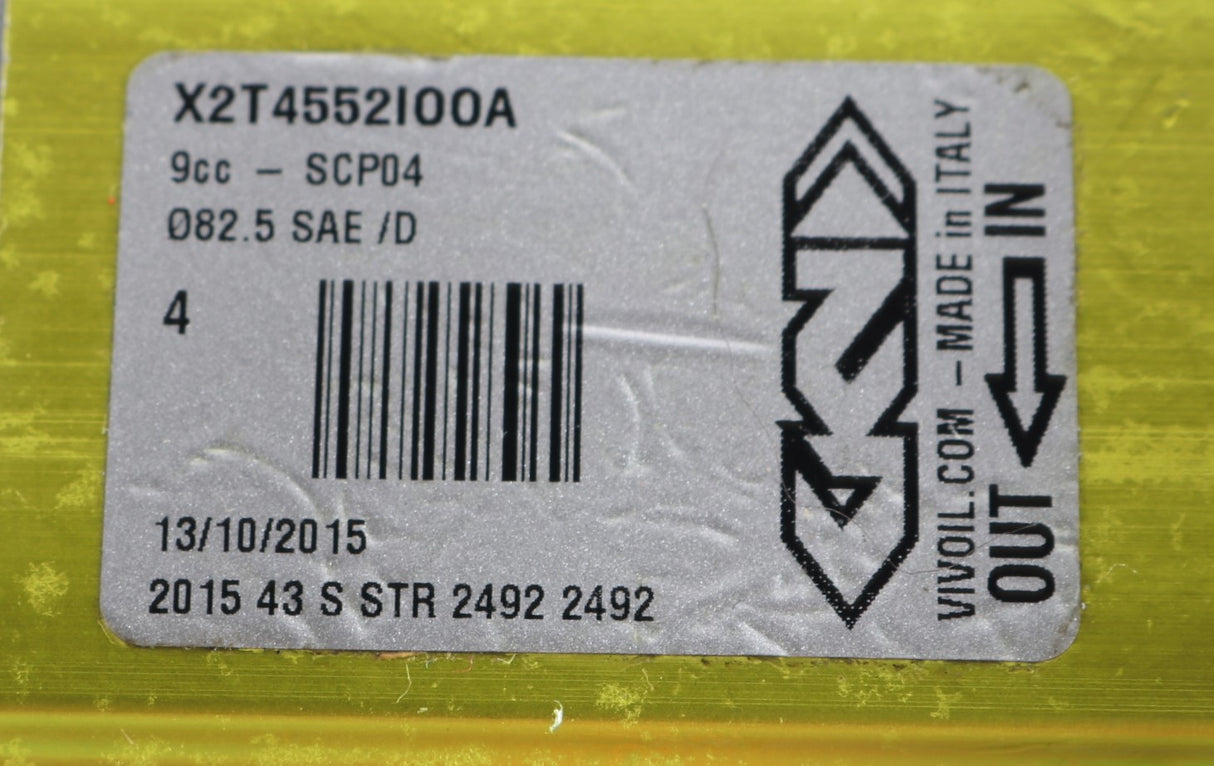 X2T4552I00A
9cc – SCP04
Ø82.5 SAE /D
4
13/10/2015
2015 43 S STR 2492 2492
VIVOIL.COM – MADE in ITALY
OUT
IN